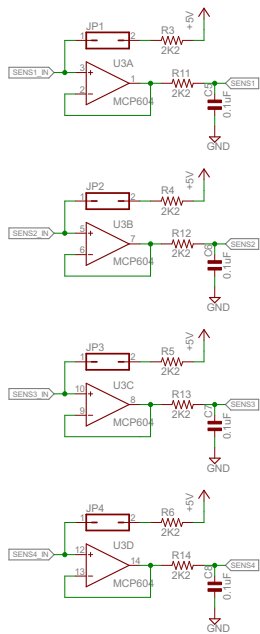 JP1
1 2
R3
2K2
+5V
SENS1_IN
3
2
U3A
1
MCP604
R11
2K2
C5
0.1uF
SENS1
GND
JP2
1 2
R4
2K2
+5V
SENS2_IN
5
6
U3B
7
MCP604
R12
2K2
C6
0.1uF
SENS2
GND
JP3
1 2
R5
2K2
+5V
SENS3_IN
10
9
U3C
8
MCP604
R13
2K2
C7
0.1uF
SENS3
GND
JP4
1 2
R6
2K2
+5V
SENS4_IN
12
13
U3D
14
MCP604
R14
2K2
C8
0.1uF
SENS4
GND